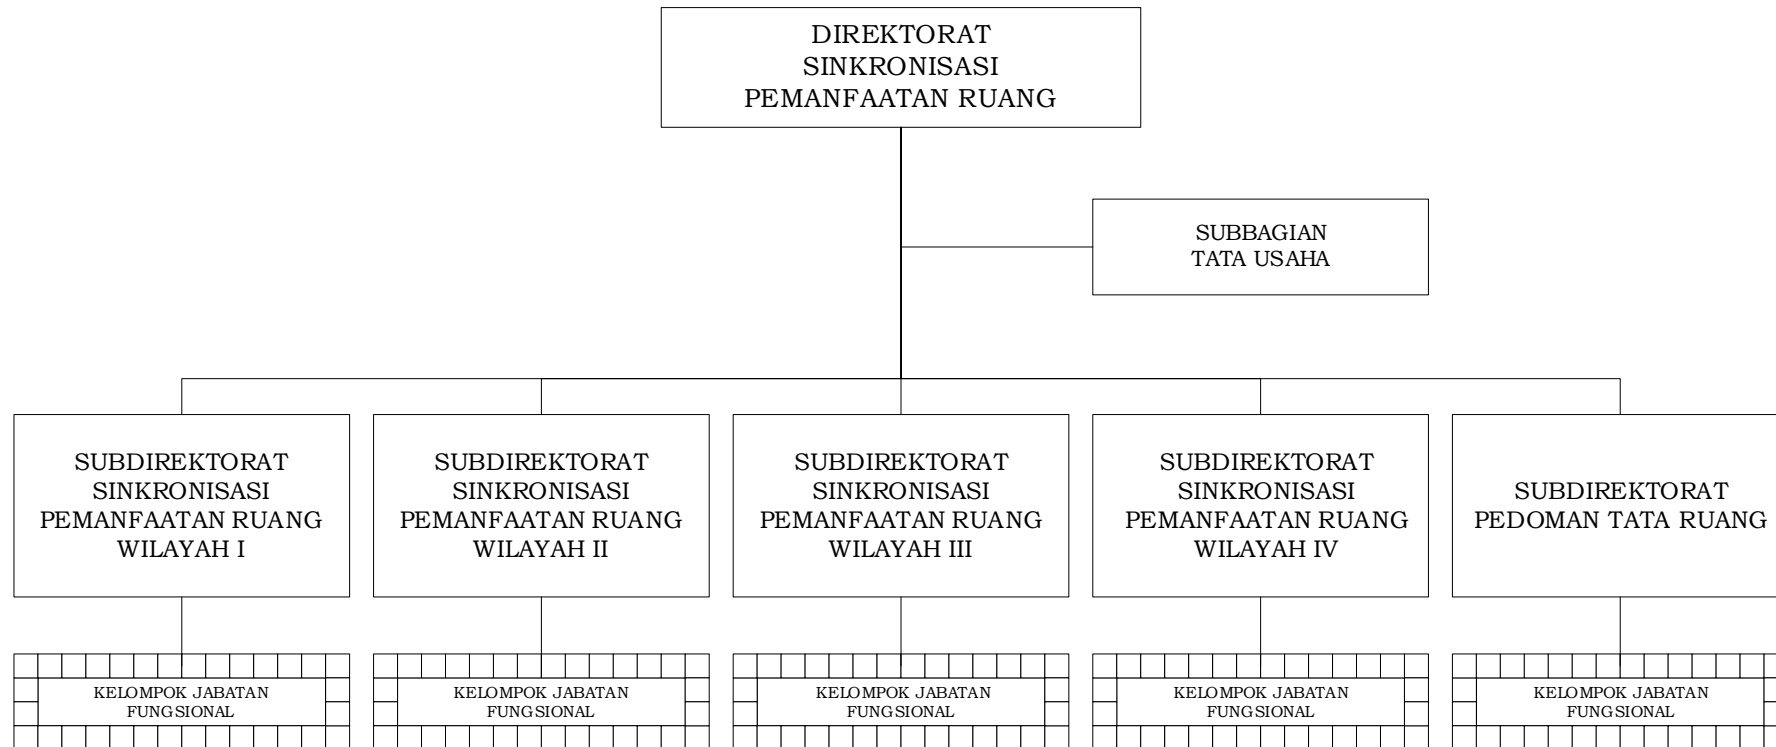 DIREKTORAT
SINKRONISASI
PEMANFAATAN RUANG
SUBBAGIAN
TATA USAHA
SUBDIREKTORAT
SINKRONISASI
PEMANFAATAN RUANG
WILAYAH I
SUBDIREKTORAT
SINKRONISASI
PEMANFAATAN RUANG
WILAYAH II
SUBDIREKTORAT
SINKRONISASI
PEMANFAATAN RUANG
WILAYAH III
SUBDIREKTORAT
SINKRONISASI
PEMANFAATAN RUANG
WILAYAH IV
SUBDIREKTORAT
PEDOMAN TATA RUANG
KELOMPOK JABATAN
FUNGSIONAL
KELOMPOK JABATAN
FUNGSIONAL
KELOMPOK JABATAN
FUNGSIONAL
KELOMPOK JABATAN
FUNGSIONAL
KELOMPOK JABATAN
FUNGSIONAL